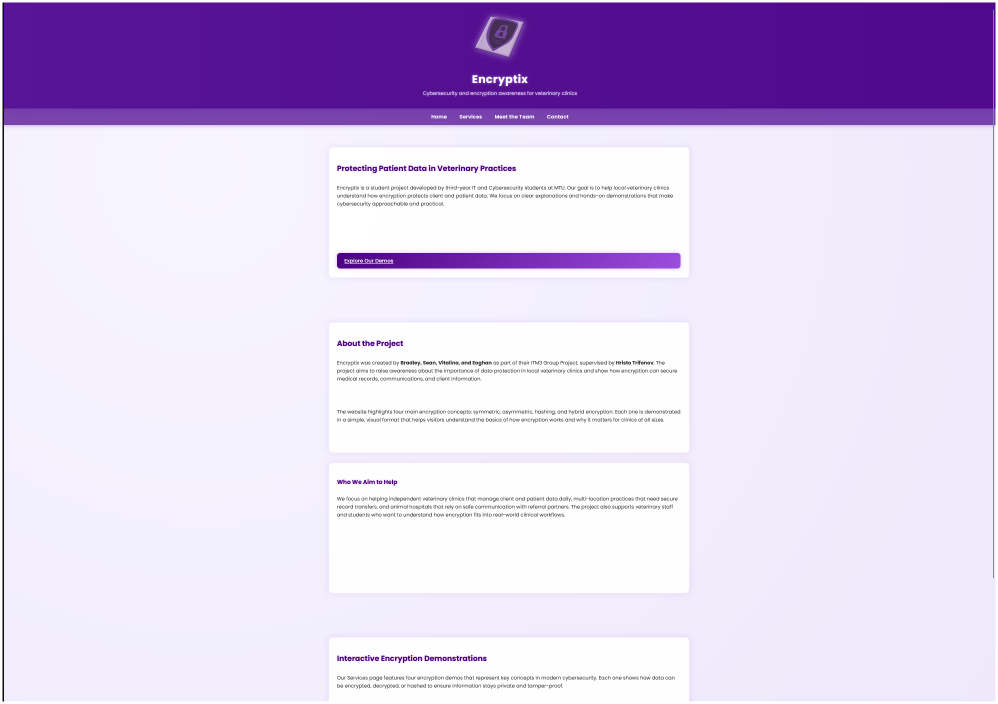 Encryptix
Cybersecurity and encryption awareness for veterinary clinics
Home Services Meet the Team Contact
Protecting Patient Data in Veterinary Practices
Encryptix is a student project developed by third-year IT and Cybersecurity students at MTU. Our goal is to help local veterinary clinics
understand how encryption protects client and patient data. We focus on clear explanations and hands-on demonstrations that make
cybersecurity approachable and practical.
Explore Our Demos
About the Project
Encryptix was created by Bradley, Sean, Vitalina, and Eoghan as part of their ITM3 Group Project, supervised by Hristo Trifonov. The
project aims to raise awareness about the importance of data protection in local veterinary clinics and show how encryption can secure
medical records, communications, and client information.
The website highlights four main encryption concepts: symmetric, asymmetric, hashing, and hybrid encryption. Each one is demonstrated
in a simple, visual format that helps visitors understand the basics of how encryption works and why it matters for clinics of all sizes.
Who We Aim to Help
We focus on helping independent veterinary clinics that manage client and patient data daily, multi-location practices that need secure
record transfers, and animal hospitals that rely on safe communication with referral partners. The project also supports veterinary staff
and students who want to understand how encryption fits into real-world clinical workflows.
Interactive Encryption Demonstrations
Our Services page features four encryption demos that represent key concepts in modern cybersecurity. Each one shows how data can
be encrypted, decrypted, or hashed to ensure information stays private and tamper-proof.